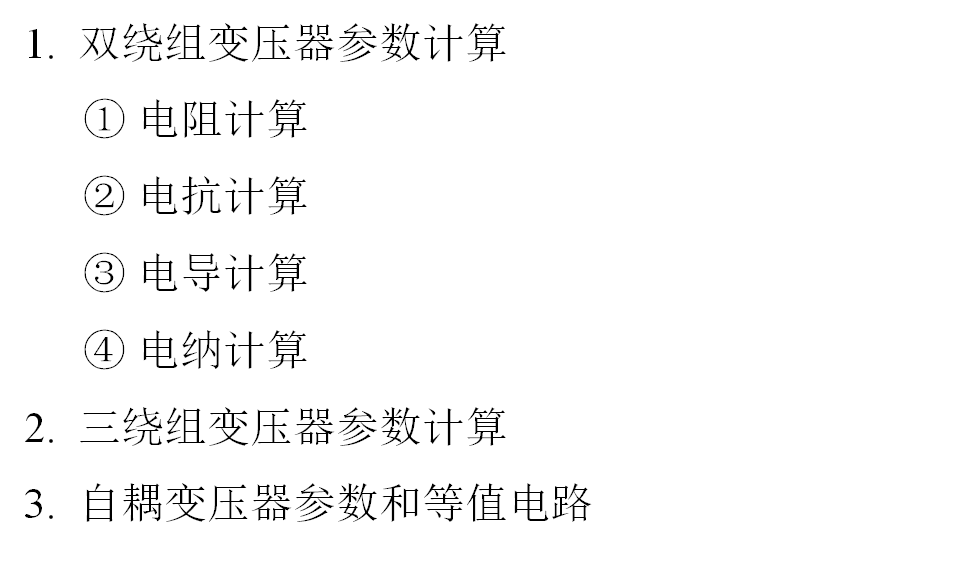 1. 双绕组变压器参数计算
① 电阻计算
② 电抗计算
③ 电导计算
④ 电纳计算
2. 三绕组变压器参数计算
3. 自耦变压器参数和等值电路